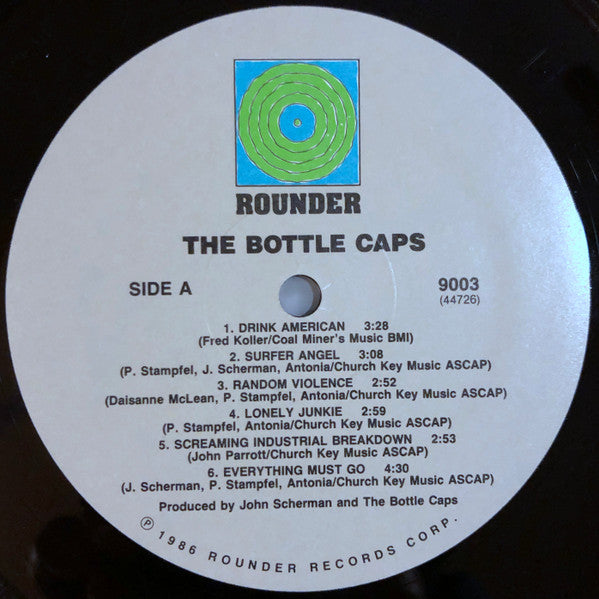 ROUNDER
THE BOTTLE CAPS
SIDE A
9003
(44726)
1. DRINK AMERICAN 3:28
(Fred Koller/Coal Miner's Music BMI)
2. SURFER ANGEL 3:08
(P. Stampfel, J. Scherman, Antonia/Church Key Music ASCAP)
3. RANDOM VIOLENCE 2:52
(Daisanne McLean, P. Stampfel, Antonia/Church Key Music ASCAP)
4. LONELY JUNKIE 2:59
(P. Stampfel, Antonia/Church Key Music ASCAP)
5. SCREAMING INDUSTRIAL BREAKDOWN 2:53
(John Parrott/Church Key Music ASCAP)
6. EVERYTHING MUST GO 4:30
(J. Scherman, P. Stampfel, Antonia/Church Key Music ASCAP)
Produced by John Scherman and The Bottle Caps
℗ 1986 ROUNDER RECORDS CORP.